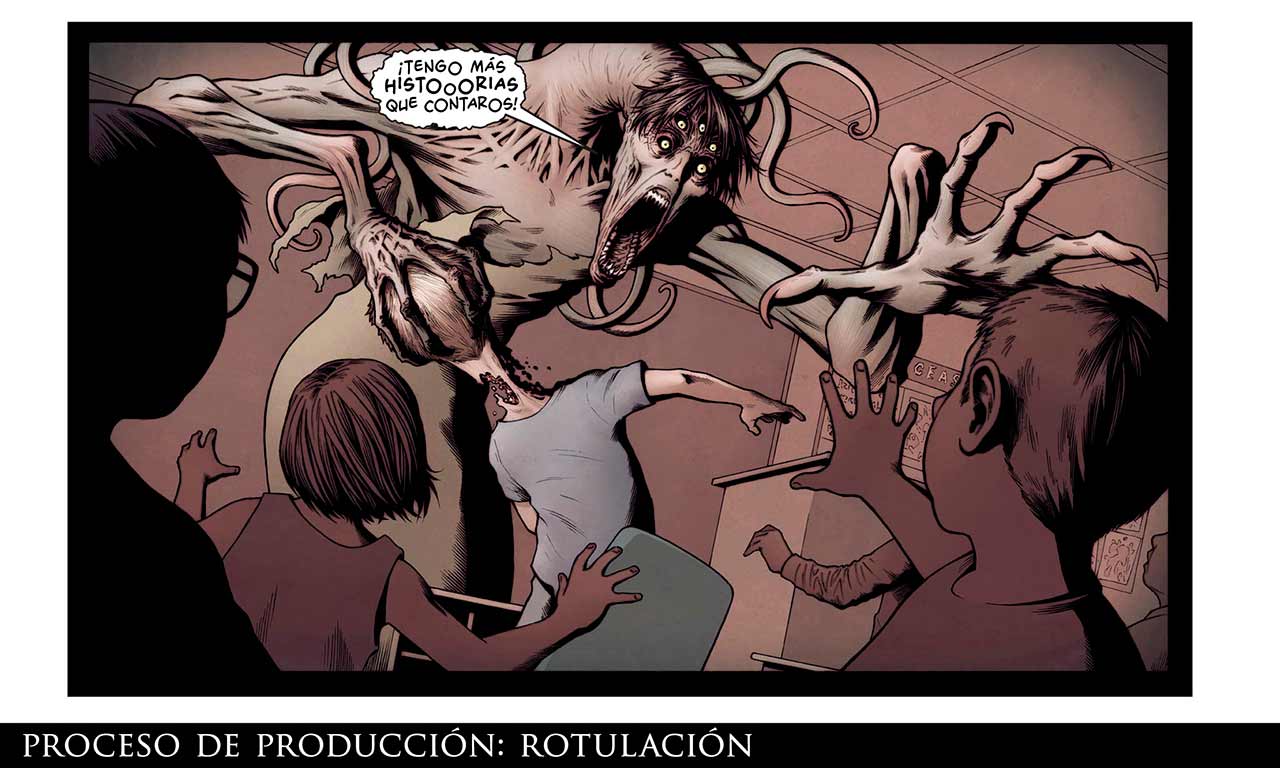 ¡TENGO MÁS
HISTOOORIAS
QUE CONTAROS!
PROCESO DE PRODUCCIÓN: ROTULACIÓN